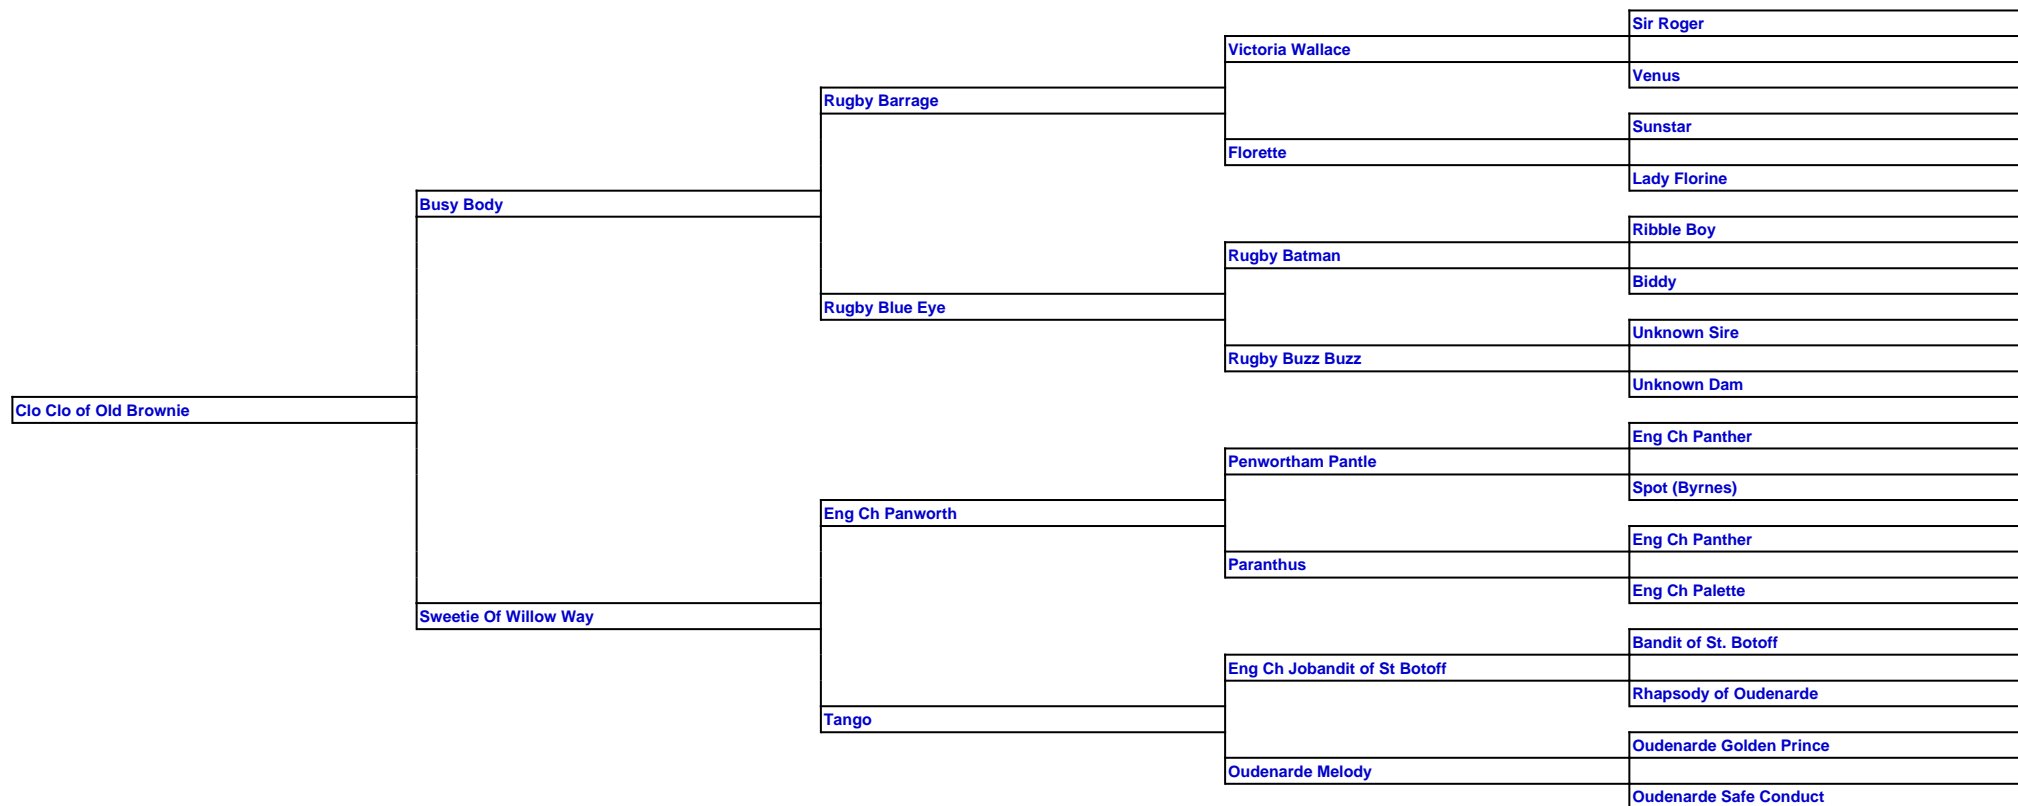 Sir Roger
Victoria Wallace
Venus
Rugby Barrage
Sunstar
Florette
Lady Florine
Busy Body
Ribble Boy
Rugby Batman
Biddy
Rugby Blue Eye
Unknown Sire
Rugby Buzz Buzz
Unknown Dam
Clo Clo of Old Brownie
Eng Ch Panther
Penwortham Pantle
Spot (Byrnes)
Eng Ch Panworth
Eng Ch Panther
Paranthus
Eng Ch Palette
Sweetie Of Willow Way
Bandit of St. Botoff
Eng Ch Jobandit of St Botoff
Rhapsody of Oudenarde
Tango
Oudenarde Golden Prince
Oudenarde Melody
Oudenarde Safe Conduct